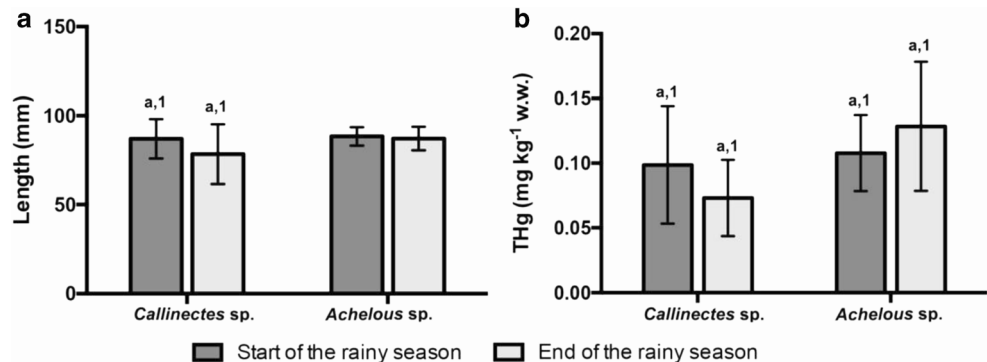 a
150
100
50
0
Length (mm)
a,1 a,1
Callinectes sp. Achelous sp.
b
0.20
0.15
0.10
0.05
0.00
THg (mg kg-1 w.w.)
a,1 a,1 a,1 a,1
Callinectes sp. Achelous sp.
Start of the rainy season End of the rainy season